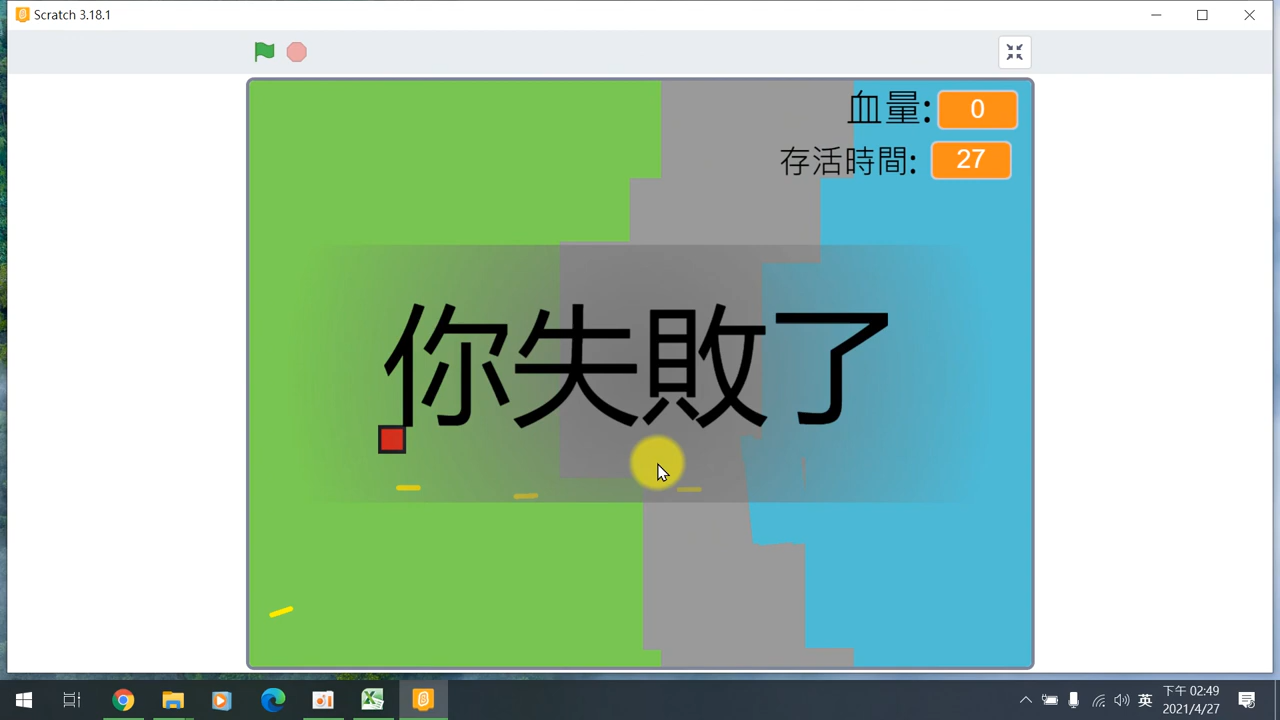 Scratch 3.18.1
血量: 0
存活時間: 27
你失敗了
英
下午 02:49
2021/4/27